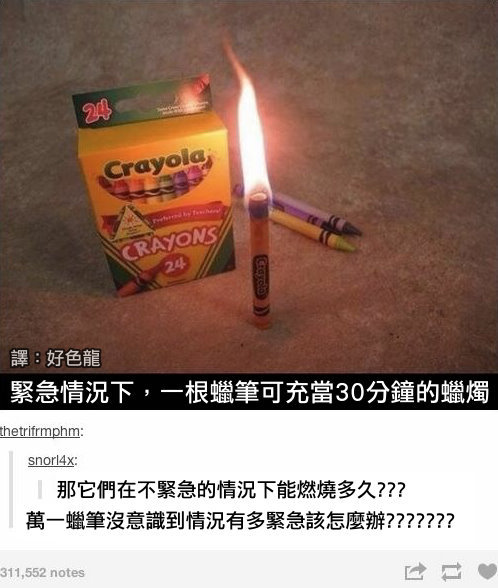 24
Crayola
Preferred by Teachers!
CRAYONS
24
Crayola
譯：好色龍
緊急情況下，一根蠟筆可充當30分鐘的蠟燭
thetrifrmphm:
snorl4x:
那它們在不緊急的情況下能燃燒多久???
萬一蠟筆沒意識到情況有多緊急該怎麼辦???????
311,552 notes